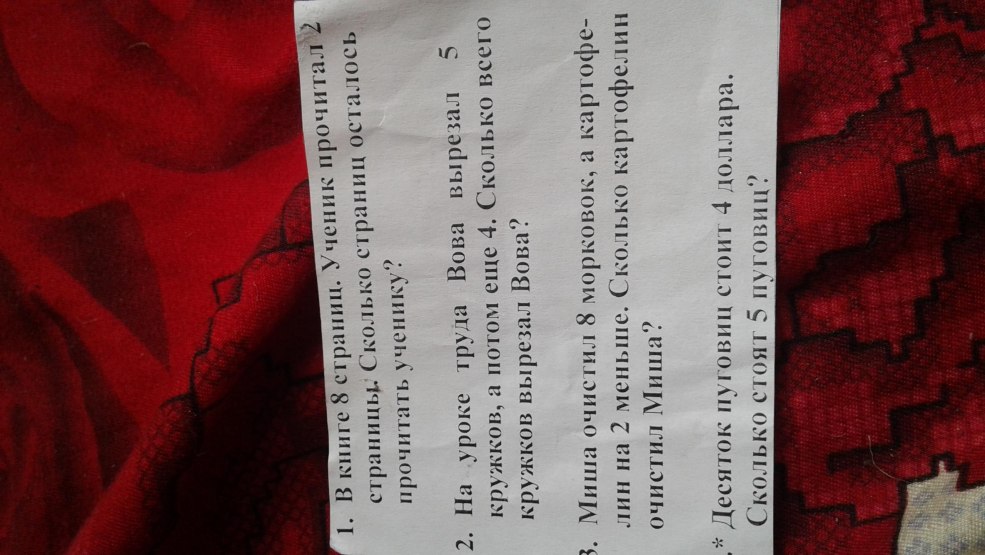 1. В книге 8 страниц. Ученик прочитал 2
страницы. Сколько страниц осталось
прочитать ученику?
2. На уроке труда Вова вырезал 5
кружков, а потом еще 4. Сколько всего
кружков вырезал Вова?
3. Миша очистил 8 морковок, а картофе-
лин на 2 меньше. Сколько картофелин
очистил Миша?
.* Десяток пуговиц стоит 4 доллара.
Сколько стоят 5 пуговиц?